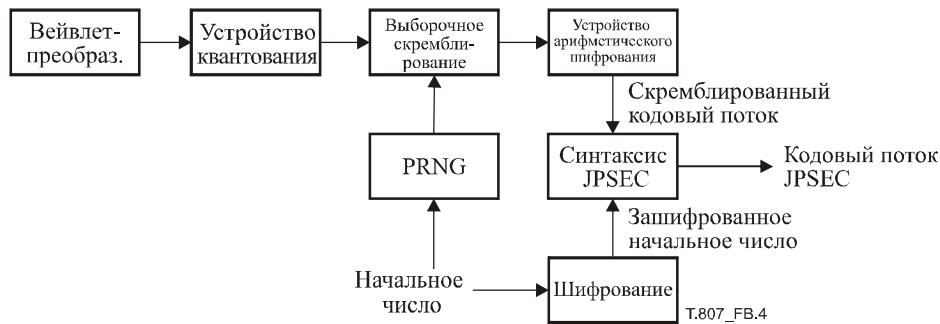 Вейвлет-
преобраз.
Устройство
квантования
Выборочное
скрембли-
рование
Устройство
арифмстического
шифрования
Скремблированный
кодовый поток
PRNG
Синтаксис
JPSEC
Кодовый поток
JPSEC
Зашифрованное
начальное число
Начальное
число
Шифрование
T.807_FB.4